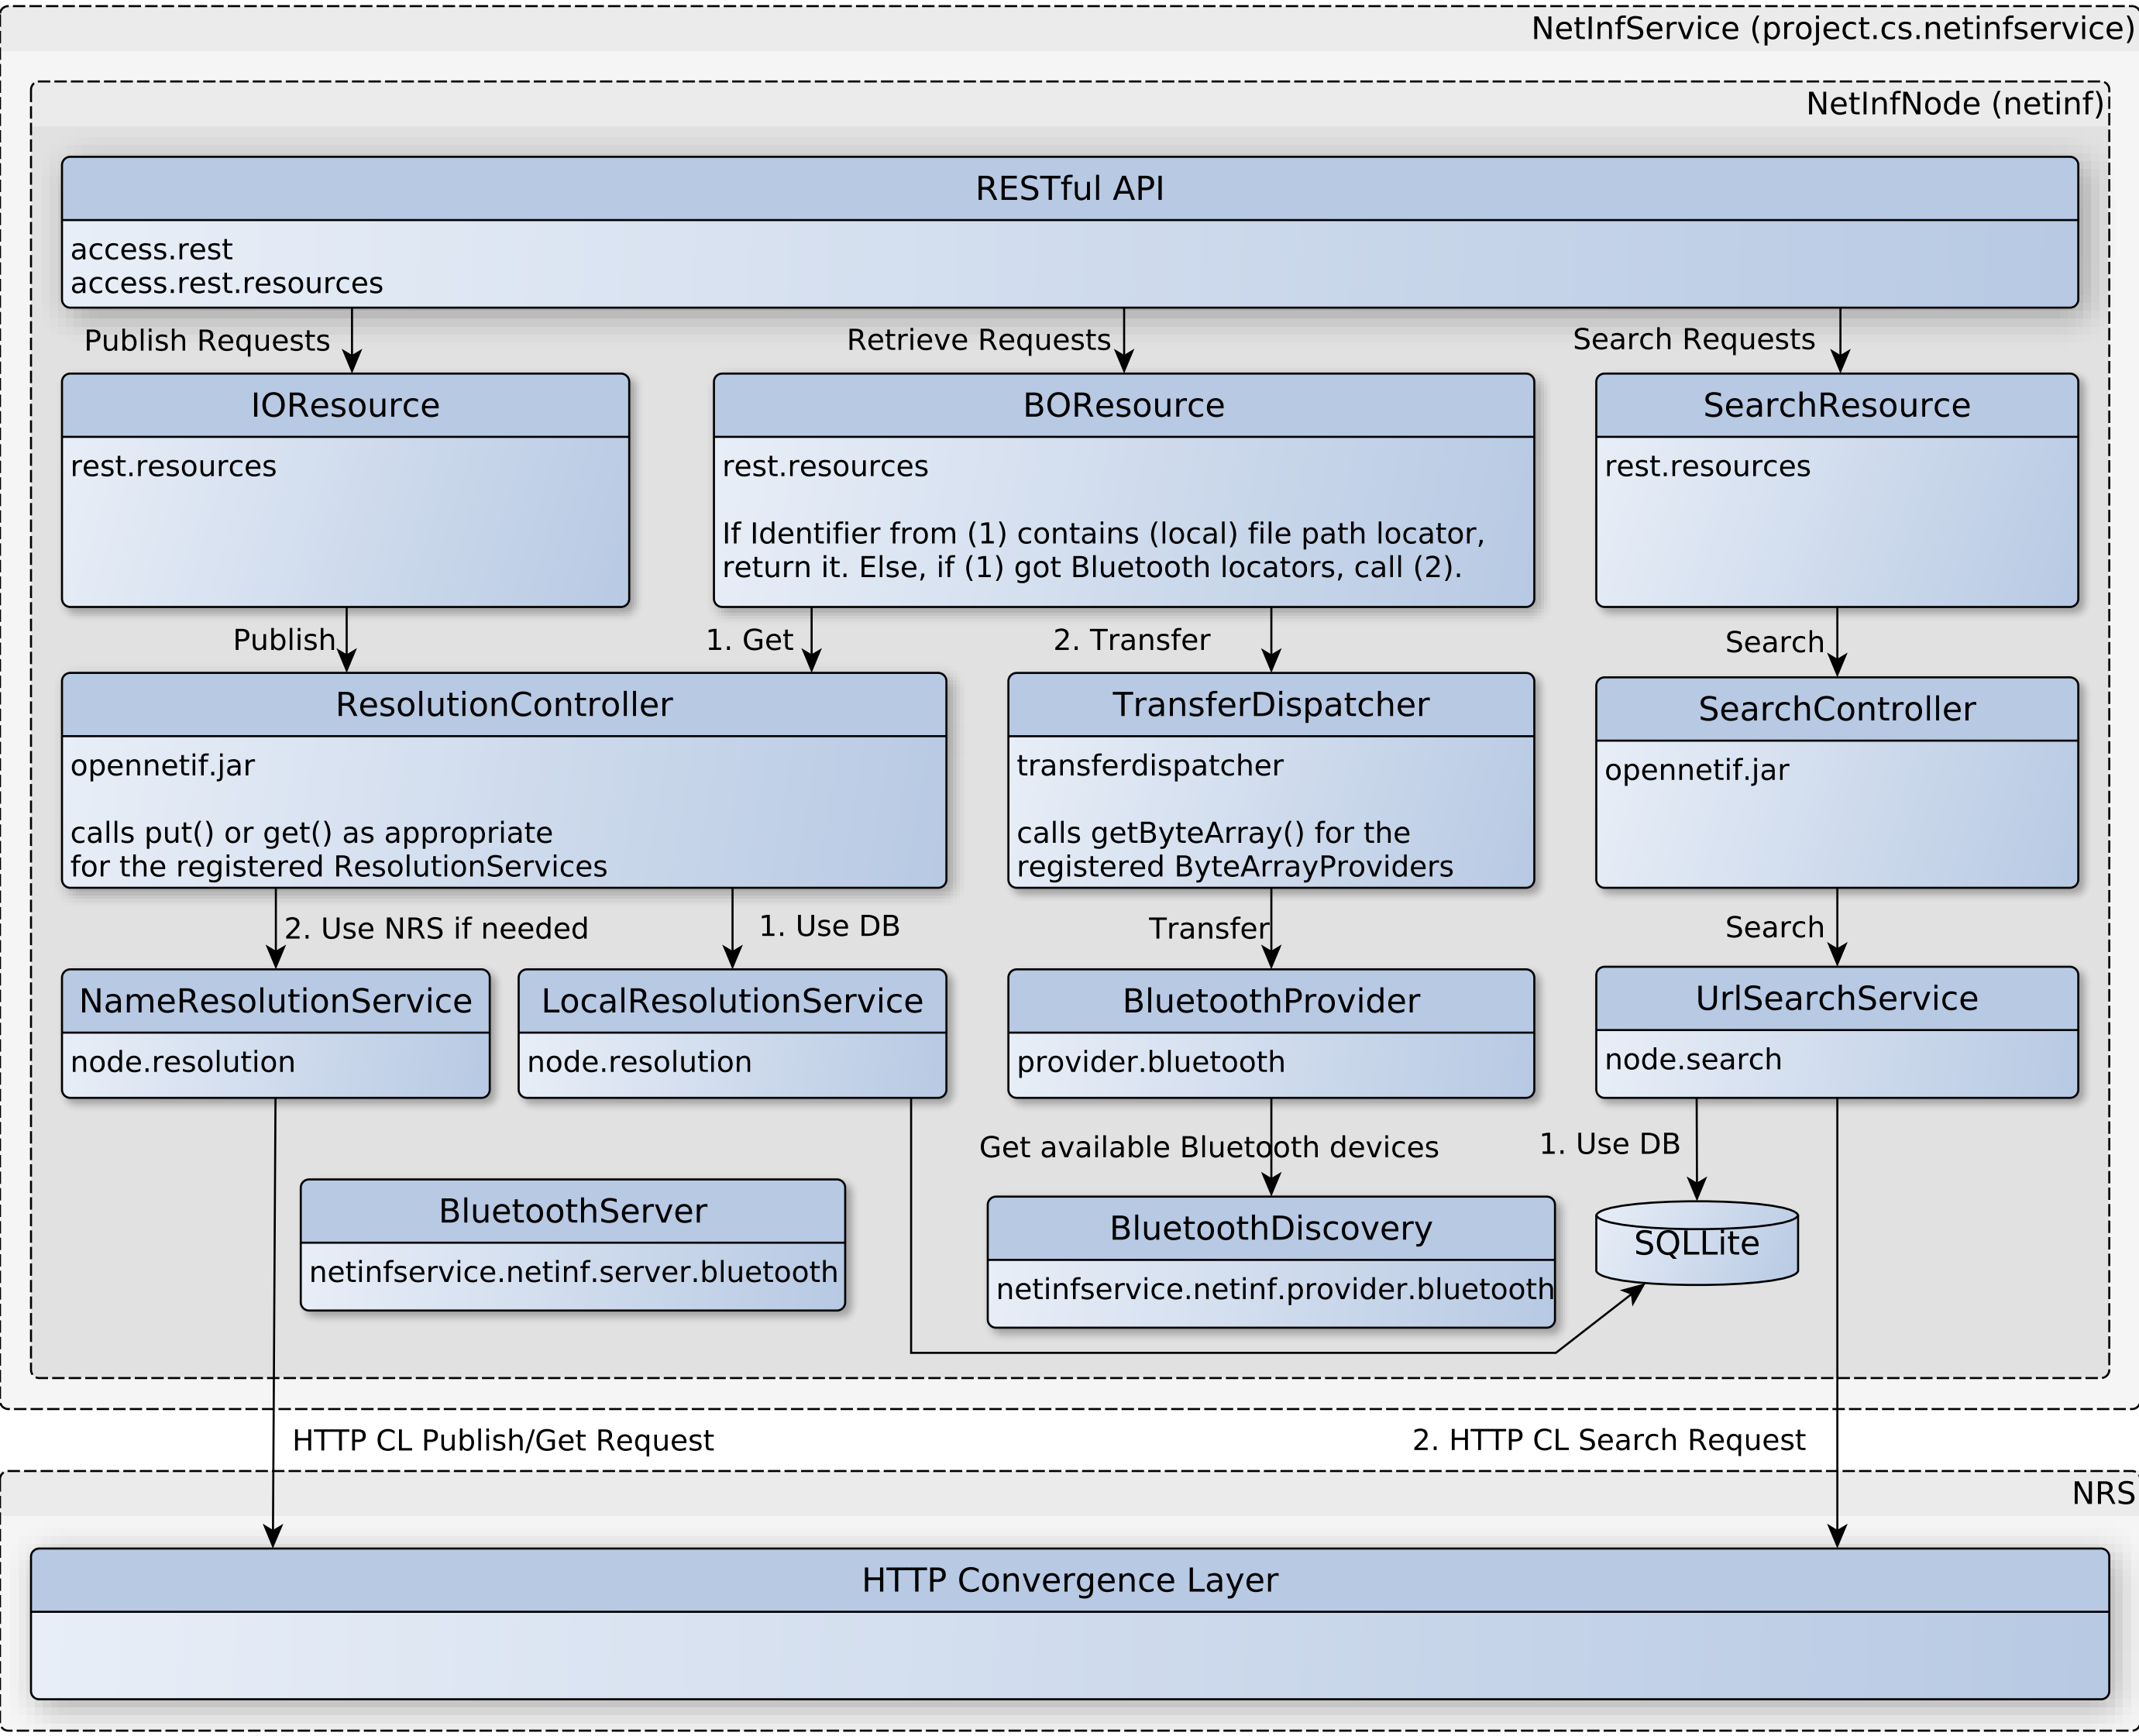 NetInfService (project.cs.netinfservice)
NetInfNode (netinf)
RESTful API
access.rest
access.rest.resources
Publish Requests
Retrieve Requests
Search Requests
IOResource
rest.resources
BOResource
rest.resources
If Identifier from (1) contains (local) file path locator,
return it. Else, if (1) got Bluetooth locators, call (2).
SearchResource
rest.resources
Publish
1. Get
2. Transfer
Search
ResolutionController
opennetif.jar
calls put() or get() as appropriate
for the registered ResolutionServices
TransferDispatcher
transferdispatcher
calls getByteArray() for the
registered ByteArrayProviders
SearchController
opennetif.jar
2. Use NRS if needed
1. Use DB
Transfer
Search
NameResolutionService
node.resolution
LocalResolutionService
node.resolution
BluetoothProvider
provider.bluetooth
UrlSearchService
node.search
Get available Bluetooth devices
1. Use DB
BluetoothServer
netinfservice.netinf.server.bluetooth
BluetoothDiscovery
netinfservice.netinf.provider.bluetooth
SQLLite
HTTP CL Publish/Get Request
2. HTTP CL Search Request
NRS
HTTP Convergence Layer